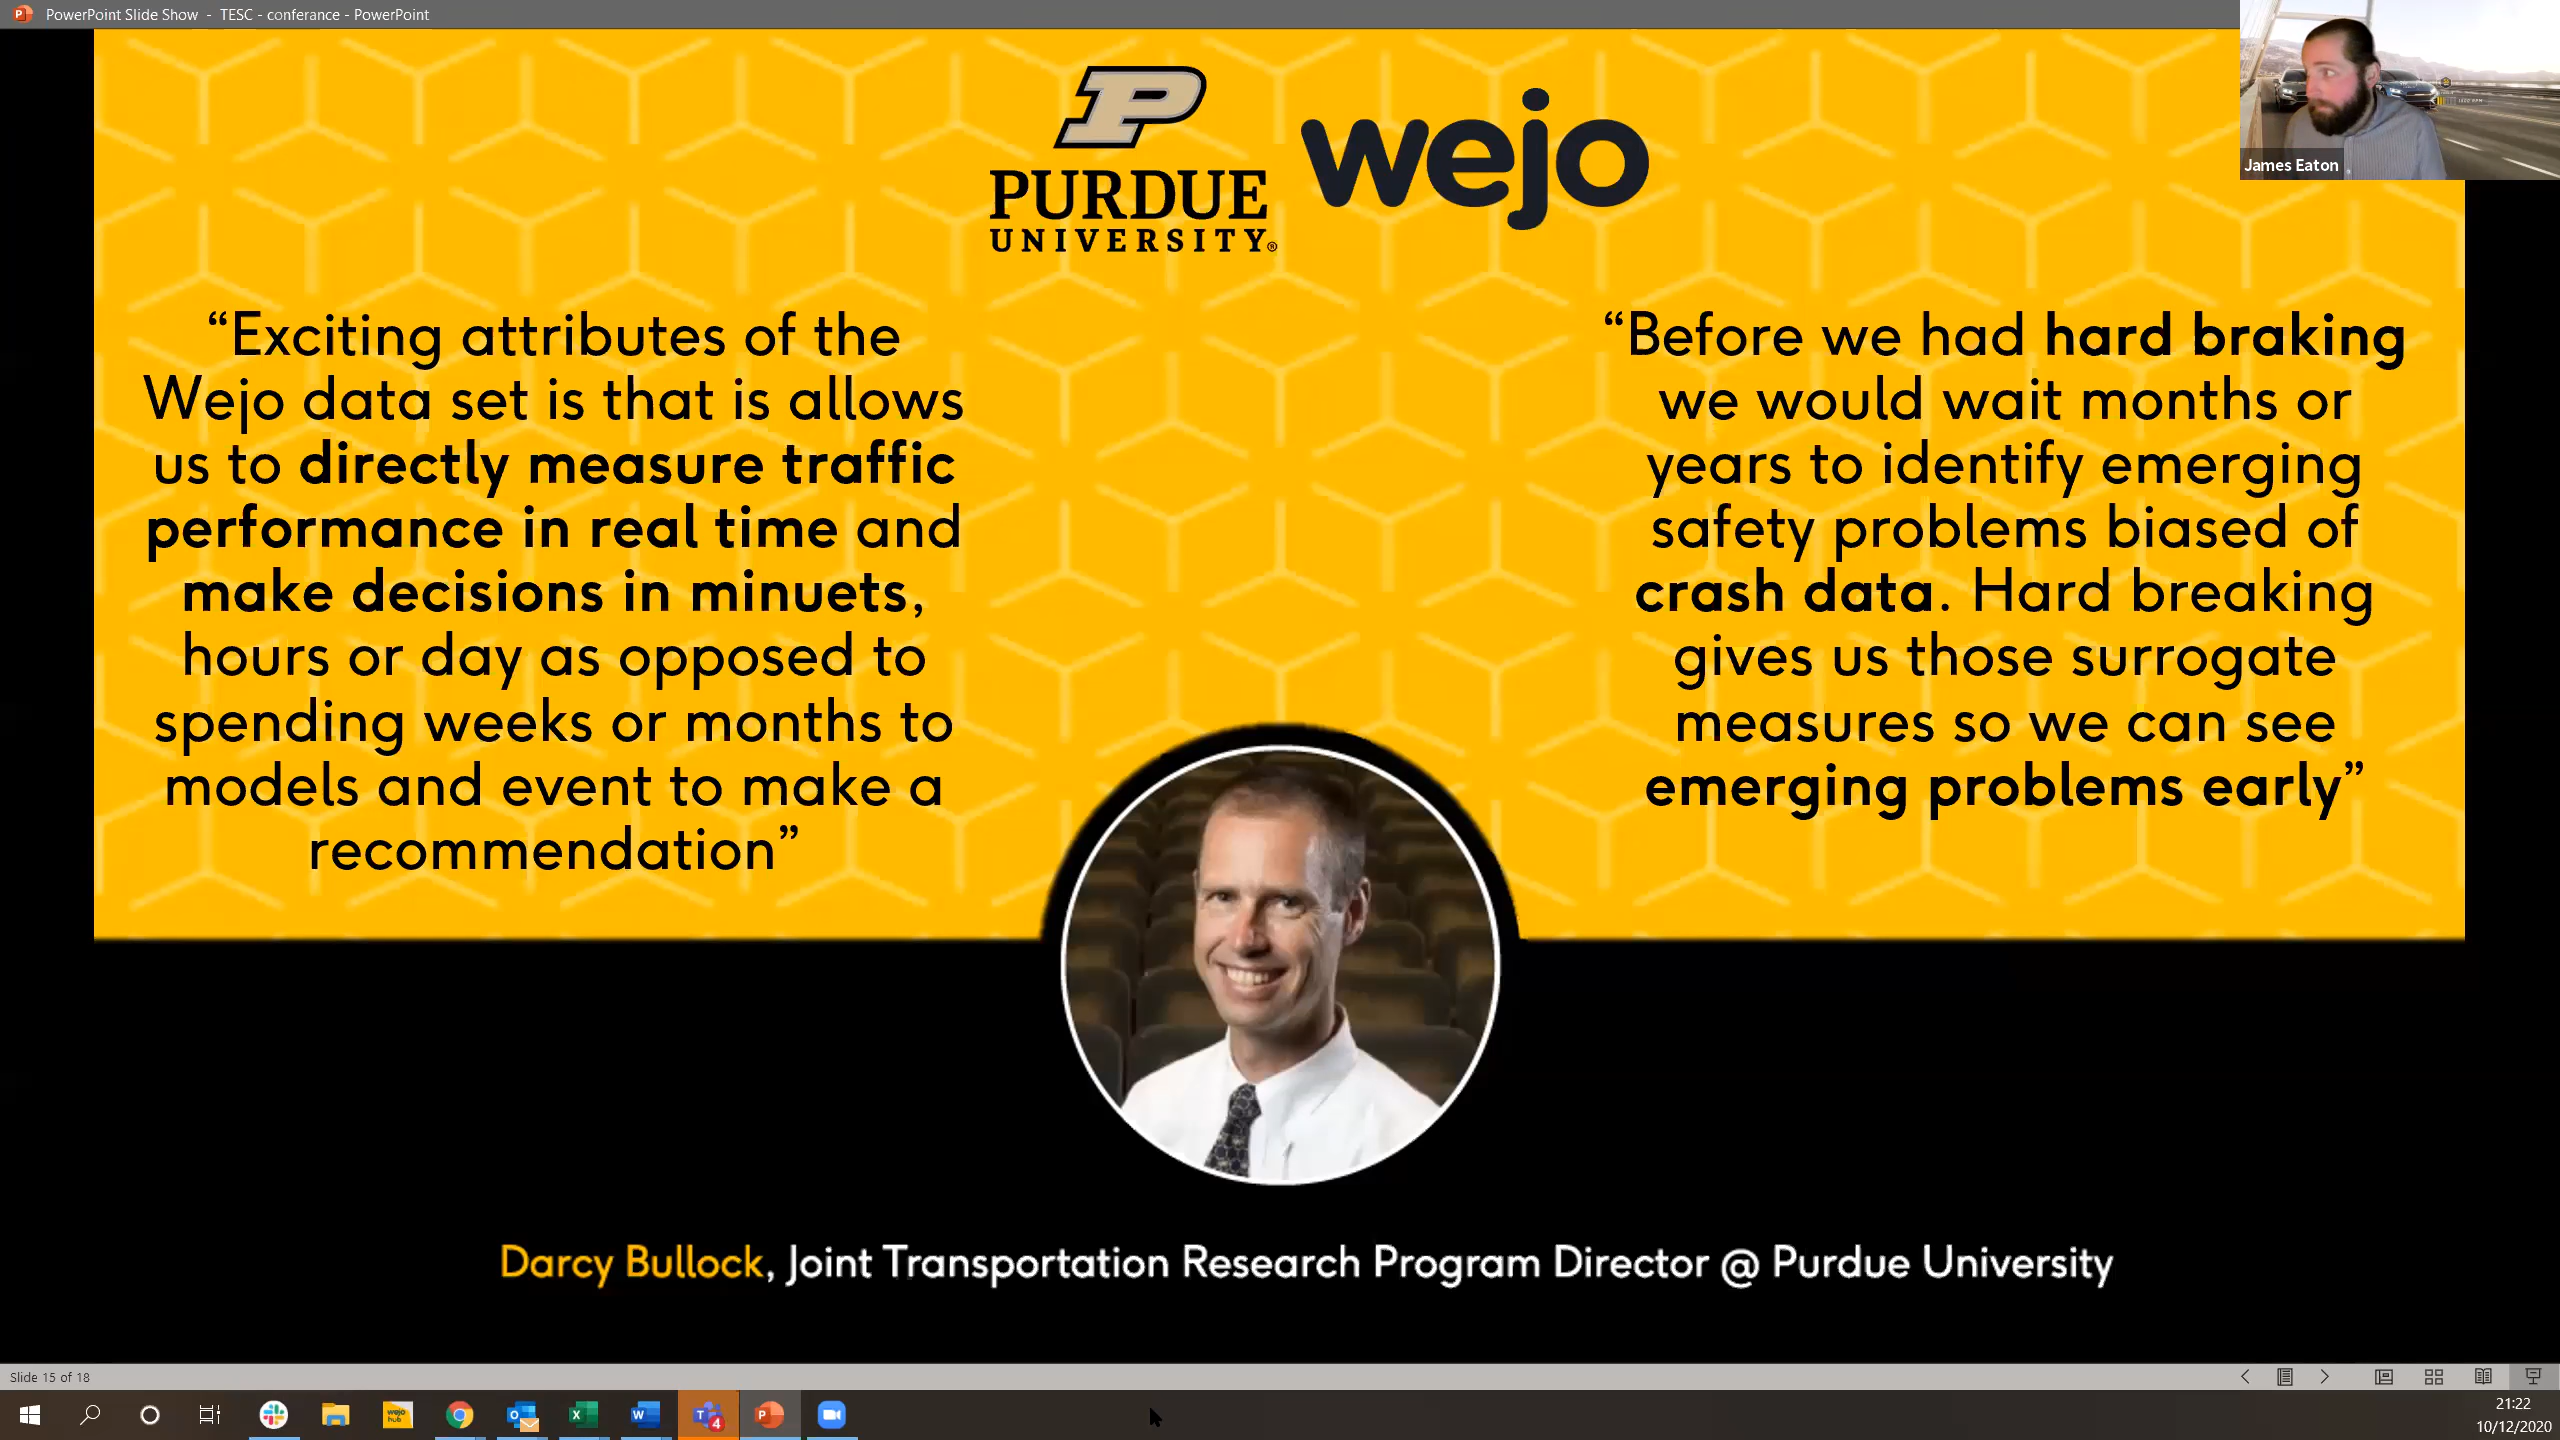 PowerPoint Slide Show - TESC - conferance - PowerPoint
James Eaton
P
PURDUE
UNIVERSITY®
wejo
“Exciting attributes of the
Wejo data set is that is allows
us to directly measure traffic
performance in real time and
make decisions in minuets,
hours or day as opposed to
spending weeks or months to
models and event to make a
recommendation”
“Before we had hard braking
we would wait months or
years to identify emerging
safety problems biased of
crash data. Hard breaking
gives us those surrogate
measures so we can see
emerging problems early”
Darcy Bullock, Joint Transportation Research Program Director @ Purdue University
Slide 15 of 18
wejo
hub
4
21:22
10/12/2020